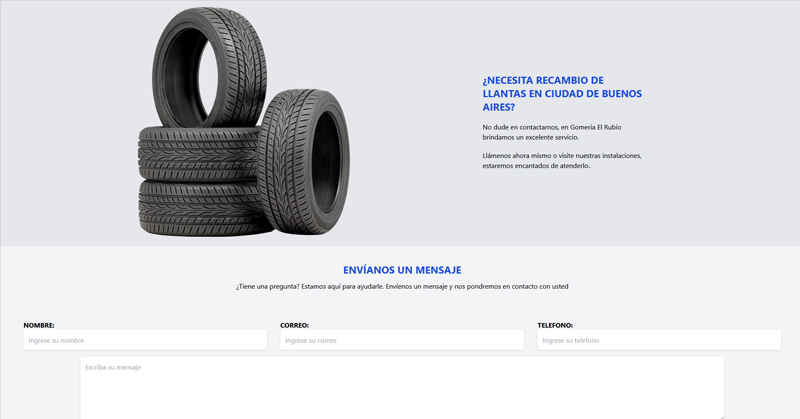 ¿NECESITA RECAMBIO DE
LLANTAS EN CIUDAD DE BUENOS
AIRES?
No dude en contactarnos, en Gomeria El Rubio
brindamos un excelente servicio.
Llámenos ahora mismo o visite nuestras instalaciones,
estaremos encantados de atenderlo.
ENVÍANOS UN MENSAJE
¿Tiene una pregunta? Estamos aquí para ayudarle. Envíenos un mensaje y nos pondremos en contacto con usted
NOMBRE: CORREO: TELEFONO:
Ingrese su nombre Ingrese su correo Ingrese su telefono
Escriba su mensaje